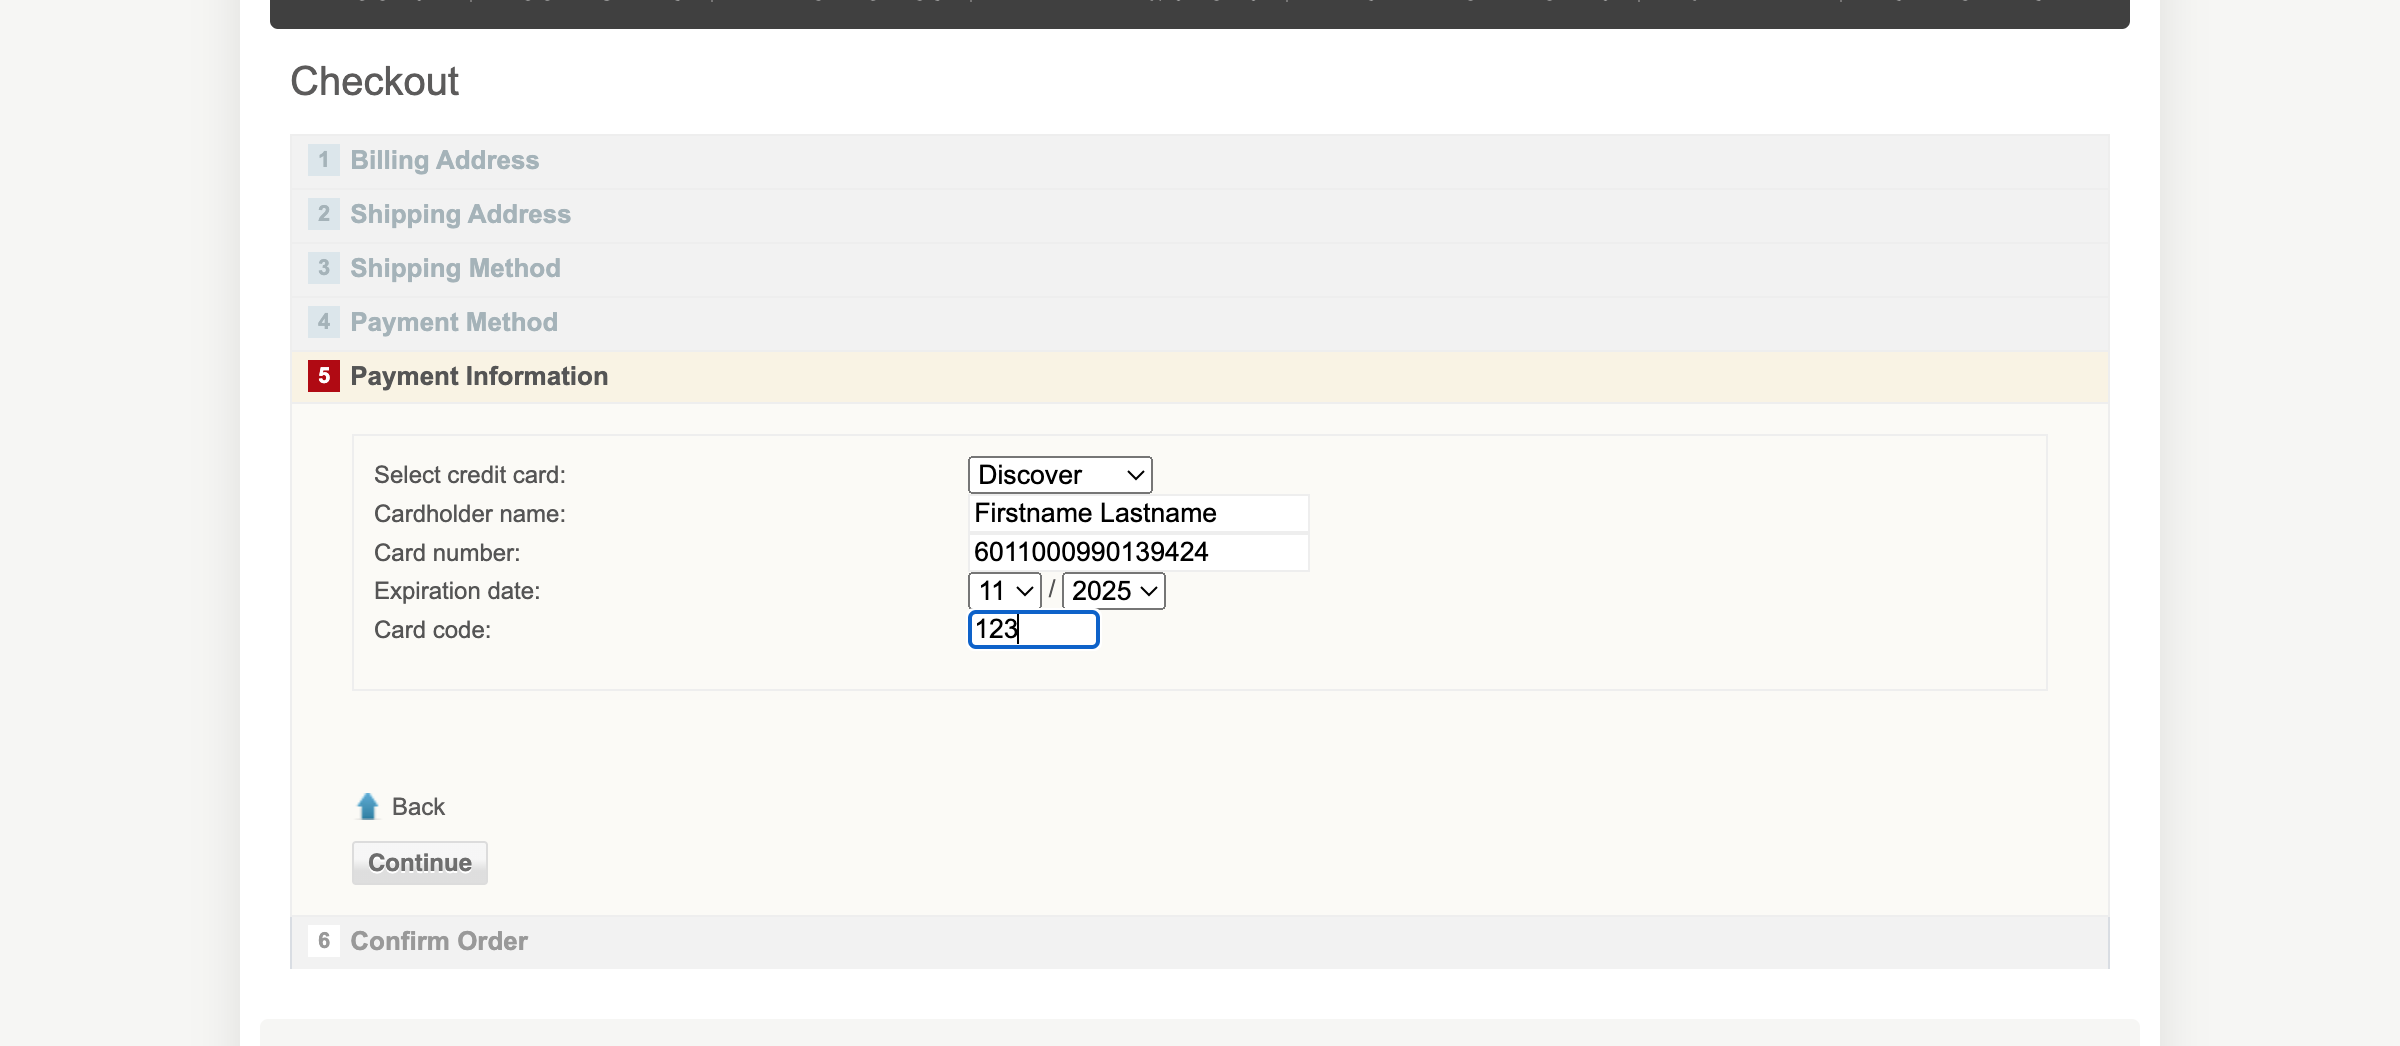 Checkout
1 Billing Address
2 Shipping Address
3 Shipping Method
4 Payment Method
5 Payment Information
Select credit card: Discover
Cardholder name: Firstname Lastname
Card number: 6011000990139424
Expiration date: 11 / 2025
Card code: 123
Back
Continue
6 Confirm Order